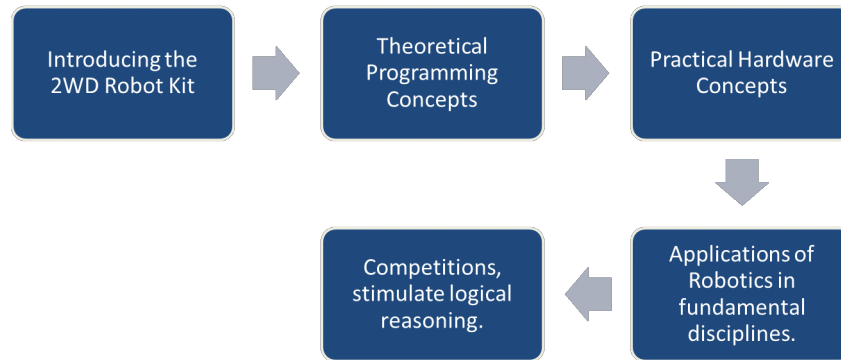 Introducing the
2WD Robot Kit
Theoretical
Programming
Concepts
Practical Hardware
Concepts
Applications of
Robotics in
fundamental
disciplines.
Competitions,
stimulate logical
reasoning.